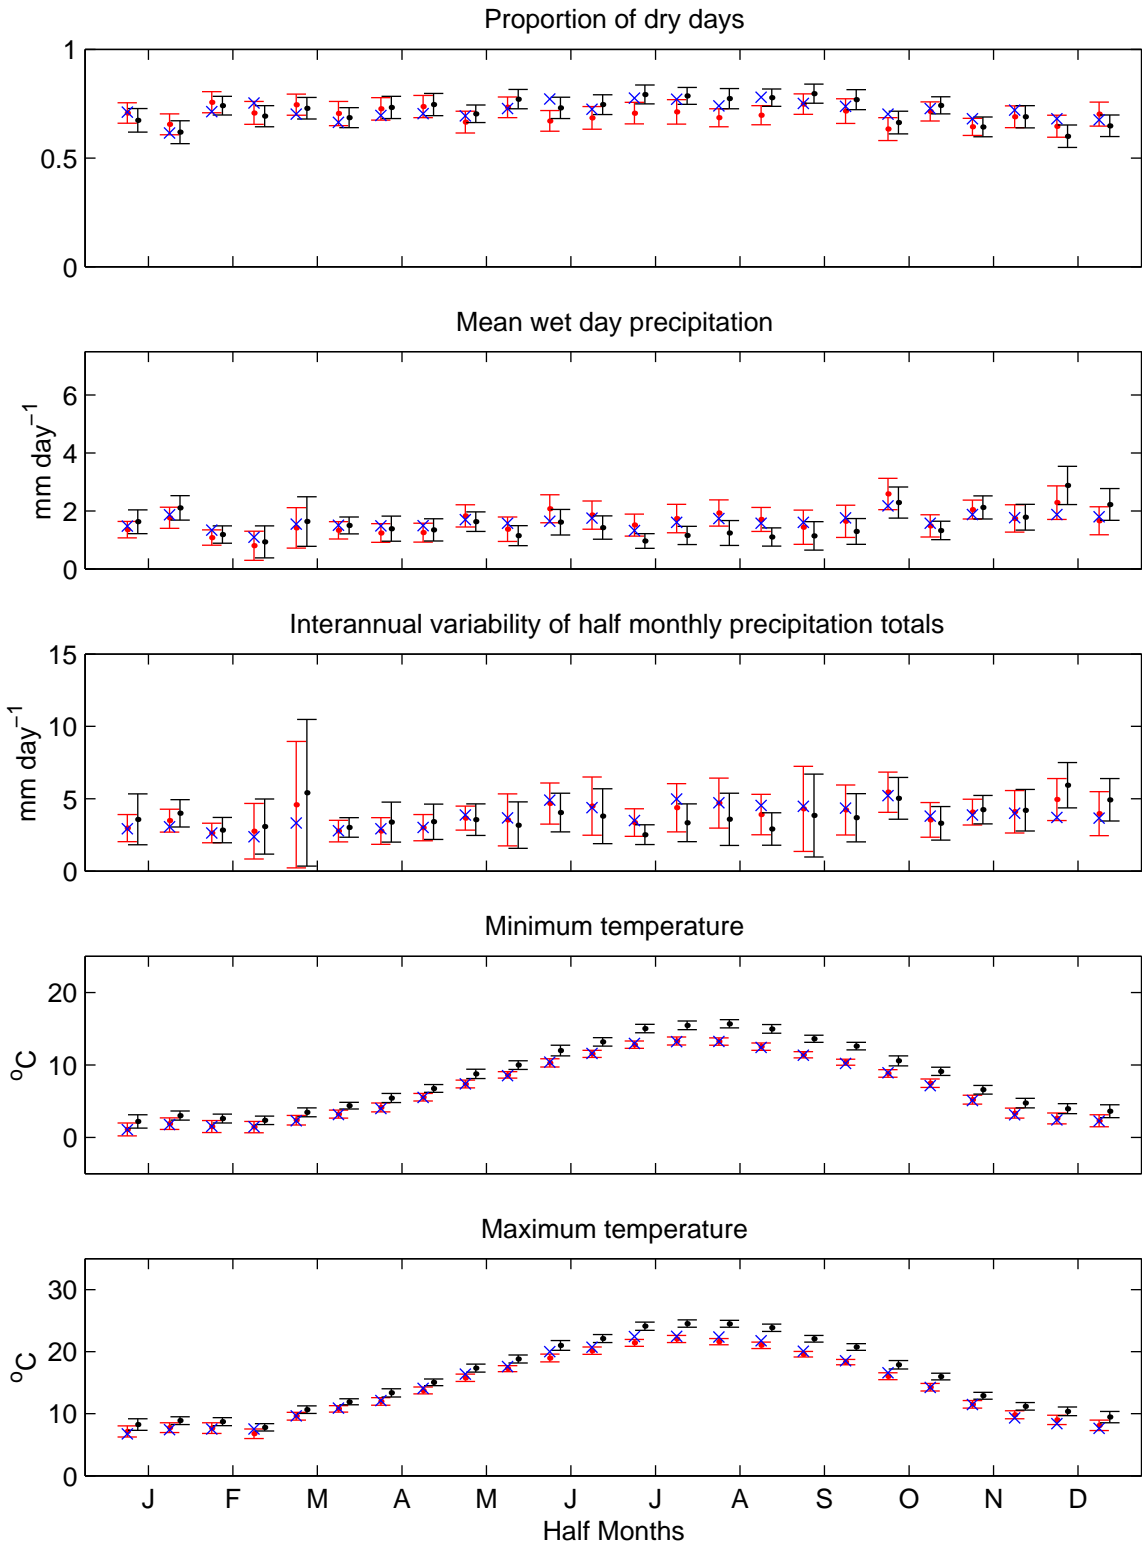 Proportion of dry days
1
0.5
0
Mean wet day precipitation
6
4
2
0
mm day⁻¹
Interannual variability of half monthly precipitation totals
15
10
5
0
mm day⁻¹
Minimum temperature
20
10
0
ᵒC
Maximum temperature
30
20
10
0
ᵒC
J F M A M J J A S O N D
Half Months